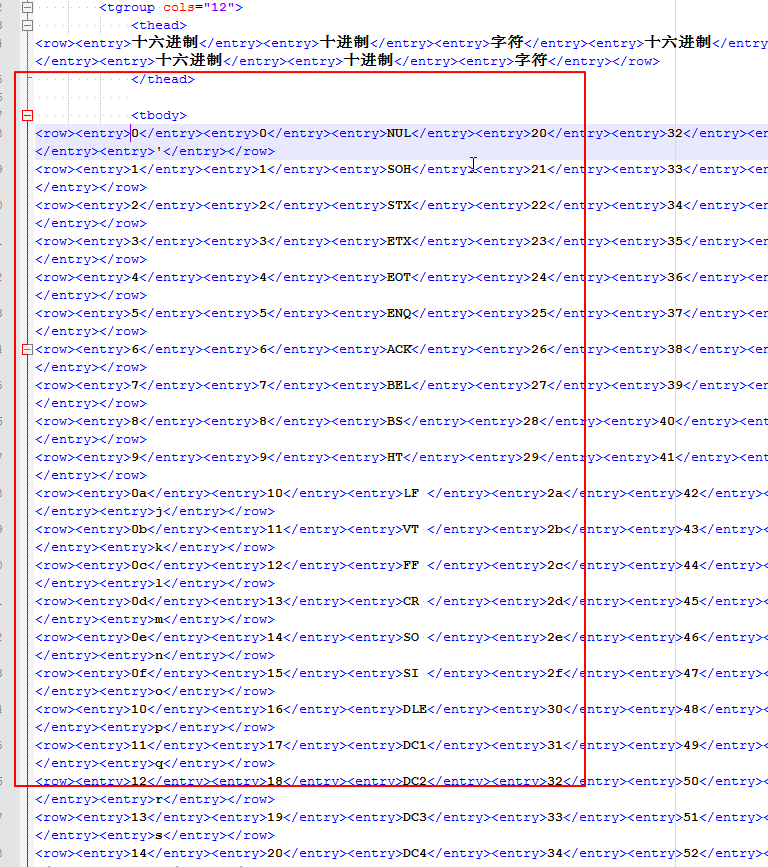 <tgroup cols="12">
<thead>
<row><entry>十六进制</entry><entry>十进制</entry><entry>字符</entry><entry>十六进制</entry>
</entry><entry>十六进制</entry><entry>十进制</entry><entry>字符</entry></row>
</thead>
<tbody>
<row><entry>0</entry><entry>0</entry><entry>NUL</entry><entry>20</entry><entry>32</entry><en
</entry><entry>'</entry></row>
<row><entry>1</entry><entry>1</entry><entry>SOH</entry><entry>21</entry><entry>33</entry><en
</entry></row>
<row><entry>2</entry><entry>2</entry><entry>STX</entry><entry>22</entry><entry>34</entry><en
</entry></row>
<row><entry>3</entry><entry>3</entry><entry>ETX</entry><entry>23</entry><entry>35</entry><en
</entry></row>
<row><entry>4</entry><entry>4</entry><entry>EOT</entry><entry>24</entry><entry>36</entry><en
</entry></row>
<row><entry>5</entry><entry>5</entry><entry>ENQ</entry><entry>25</entry><entry>37</entry><en
</entry></row>
<row><entry>6</entry><entry>6</entry><entry>ACK</entry><entry>26</entry><entry>38</entry><en
</entry></row>
<row><entry>7</entry><entry>7</entry><entry>BEL</entry><entry>27</entry><entry>39</entry><en
</entry></row>
<row><entry>8</entry><entry>8</entry><entry>BS</entry><entry>28</entry><entry>40</entry><ent
</entry></row>
<row><entry>9</entry><entry>9</entry><entry>HT</entry><entry>29</entry><entry>41</entry><ent
</entry></row>
<row><entry>0a</entry><entry>10</entry><entry>LF </entry><entry>2a</entry><entry>42</entry><
</entry><entry>j</entry></row>
<row><entry>0b</entry><entry>11</entry><entry>VT </entry><entry>2b</entry><entry>43</entry><
</entry><entry>k</entry></row>
<row><entry>0c</entry><entry>12</entry><entry>FF </entry><entry>2c</entry><entry>44</entry><
</entry><entry>l</entry></row>
<row><entry>0d</entry><entry>13</entry><entry>CR </entry><entry>2d</entry><entry>45</entry><
</entry><entry>m</entry></row>
<row><entry>0e</entry><entry>14</entry><entry>SO </entry><entry>2e</entry><entry>46</entry><
</entry><entry>n</entry></row>
<row><entry>0f</entry><entry>15</entry><entry>SI </entry><entry>2f</entry><entry>47</entry><
</entry><entry>o</entry></row>
<row><entry>10</entry><entry>16</entry><entry>DLE</entry><entry>30</entry><entry>48</entry><
</entry><entry>p</entry></row>
<row><entry>11</entry><entry>17</entry><entry>DC1</entry><entry>31</entry><entry>49</entry><
</entry><entry>q</entry></row>
<row><entry>12</entry><entry>18</entry><entry>DC2</entry><entry>32</entry><entry>50</entry><
</entry><entry>r</entry></row>
<row><entry>13</entry><entry>19</entry><entry>DC3</entry><entry>33</entry><entry>51</entry><
</entry><entry>s</entry></row>
<row><entry>14</entry><entry>20</entry><entry>DC4</entry><entry>34</entry><entry>52</entry><